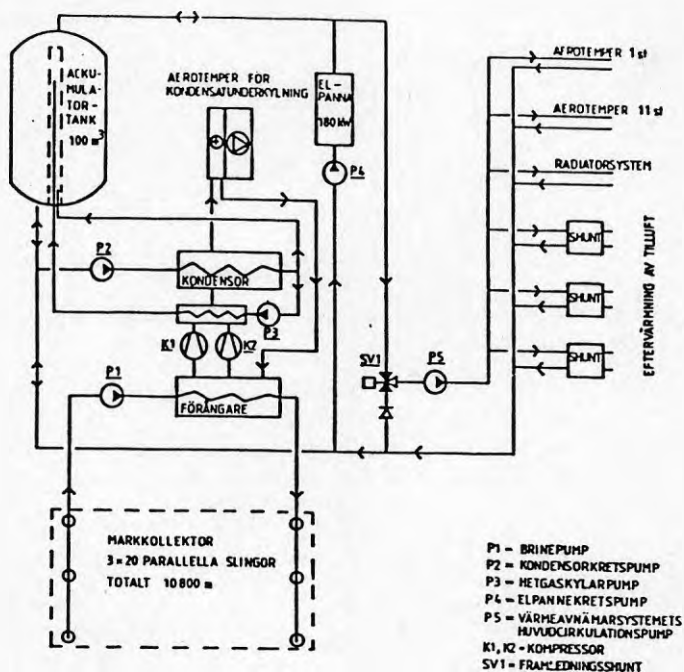 ACKU-
MULA-
TOR-
TANK
100 m³
AEROTEMPER FÖR
KONDENSATUNDERKYLNING
EL-
PANNA
180 kW
P4
AEROTEMPER 1 st
AEROTEMPER 11 st
RADIATORSYSTEM
SHUNT
SHUNT
SHUNT
EFTERVÄRMNING AV TILLUFT
P2
KONDENSOR
P3
K1
K2
P1
FÖRÅNGARE
SV1
P5
MARKKOLLEKTOR
3×20 PARALLELLA SLINGOR
TOTALT 10 800 m
P1 – BRINEPUMP
P2 – KONDENSORKRETSPUMP
P3 – HETGASKYLARPUMP
P4 – ELPANNEKRETSPUMP
P5 – VÄRMEAVNÄMARSYSTEMETS
HUVUDCIRKULATIONSPUMP
K1, K2 – KOMPRESSOR
SV1 – FRAMLEDNINGSSHUNT